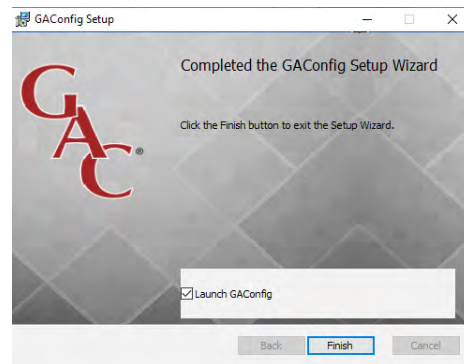 GAConfig Setup
Completed the GAConfig Setup Wizard
GAC®
Click the Finish button to exit the Setup Wizard.
Launch GAConfig
Back Finish Cancel